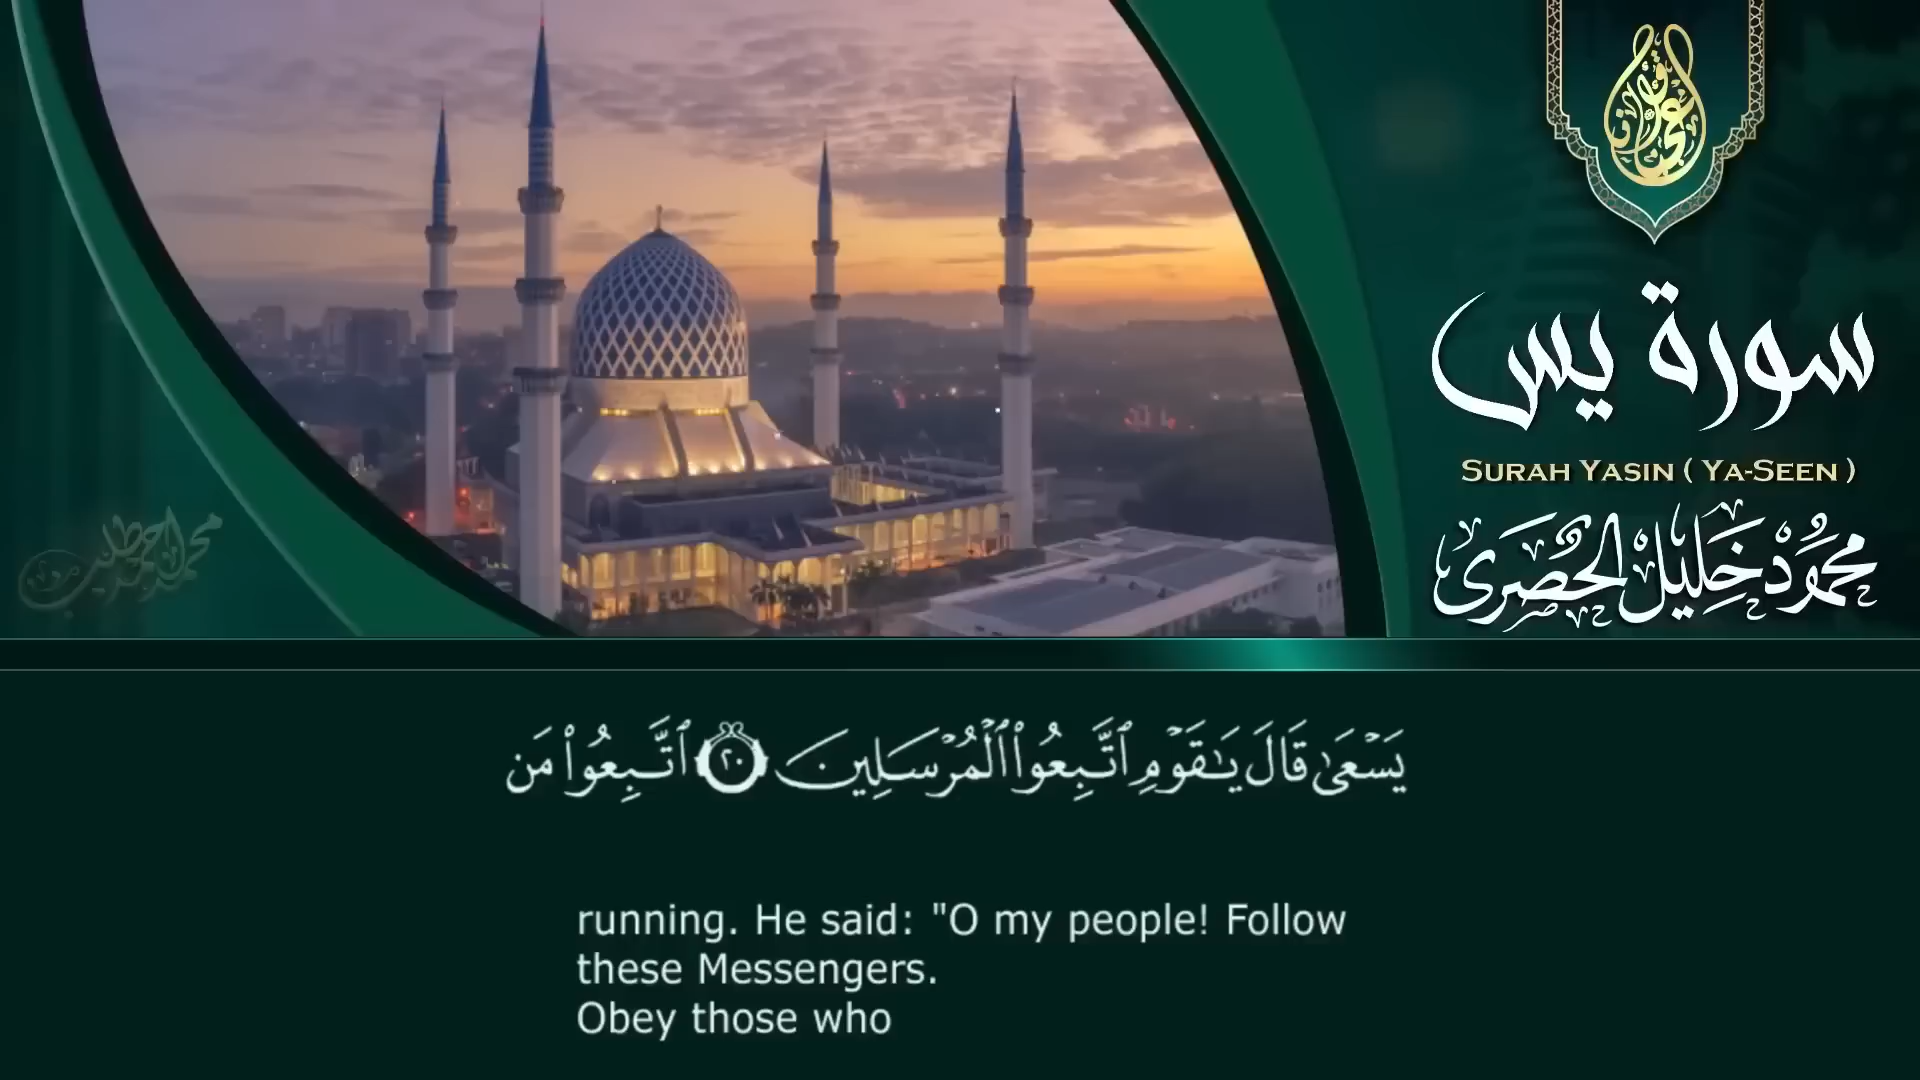 سورة يس
SURAH YASIN ( YA-SEEN )
محمود خليل الحصرى
يَسْعَىٰ قَالَ يَـٰقَوْمِ ٱتَّبِعُوا۟ ٱلْمُرْسَلِينَ ٢٠ ٱتَّبِعُوا۟ مَن
running. He said: "O my people! Follow
these Messengers.
Obey those who